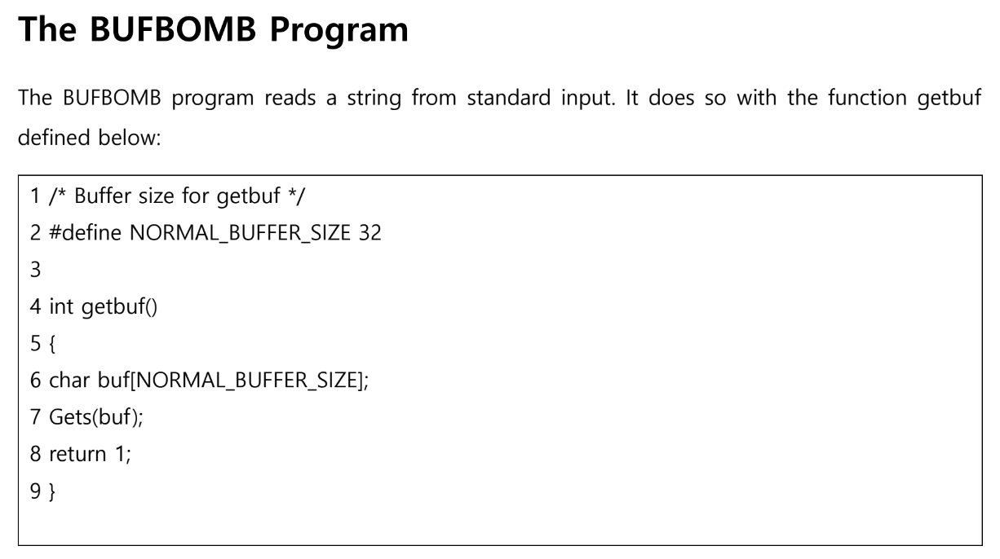 The BUFBOMB Program
The BUFBOMB program reads a string from standard input. It does so with the function getbuf
defined below:
1 /* Buffer size for getbuf */
2 #define NORMAL_BUFFER_SIZE 32
3
4 int getbuf()
5 {
6 char buf[NORMAL_BUFFER_SIZE];
7 Gets(buf);
8 return 1;
9 }